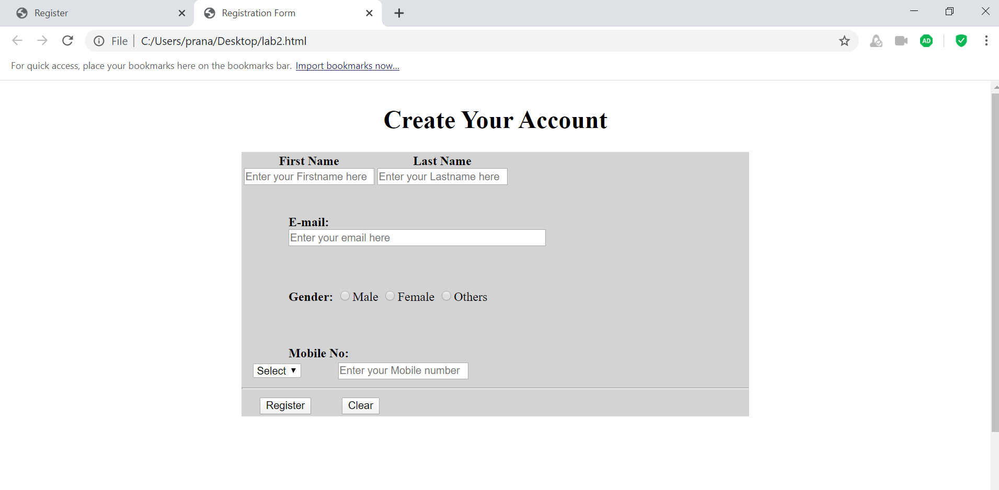 Register
Registration Form
File
C:/Users/prana/Desktop/lab2.html
AD
For quick access, place your bookmarks here on the bookmarks bar. Import bookmarks now...
Create Your Account
First Name Last Name
Enter your Firstname here Enter your Lastname here
E-mail:
Enter your email here
Gender: Male Female Others
Mobile No:
Select Enter your Mobile number
Register Clear